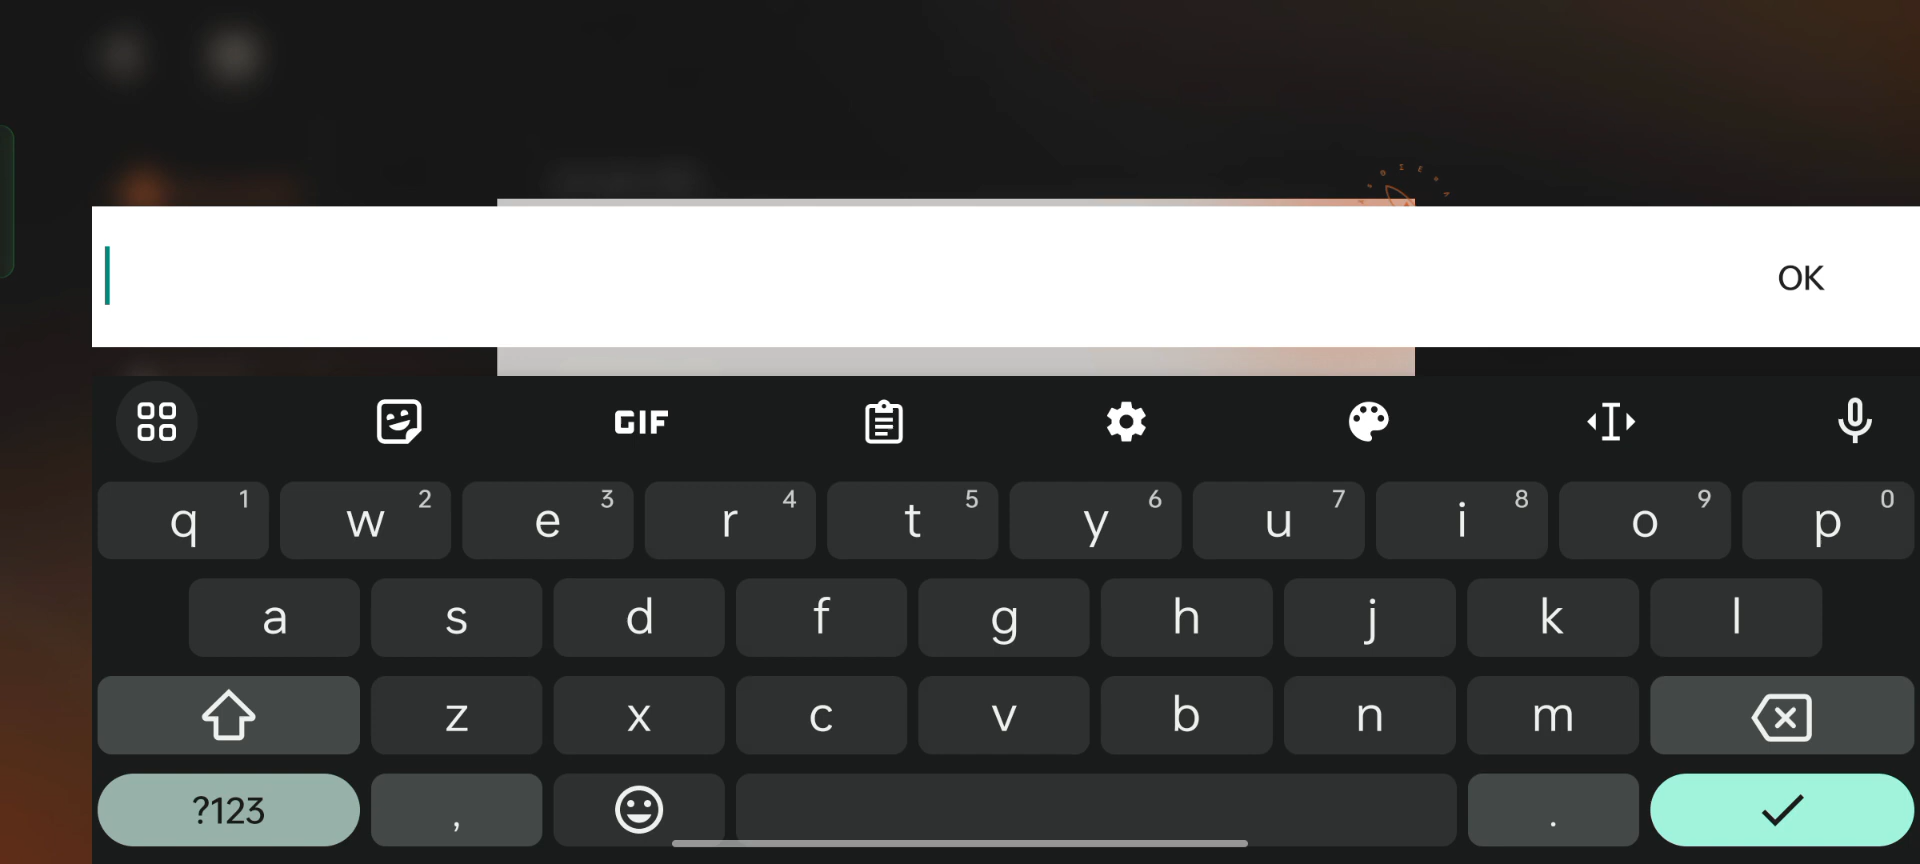 OK
GIF
q 1 w 2 e 3 r 4 t 5 y 6 u 7 i 8 o 9 p 0
a s d f g h j k l
z x c v b n m
?123 , .